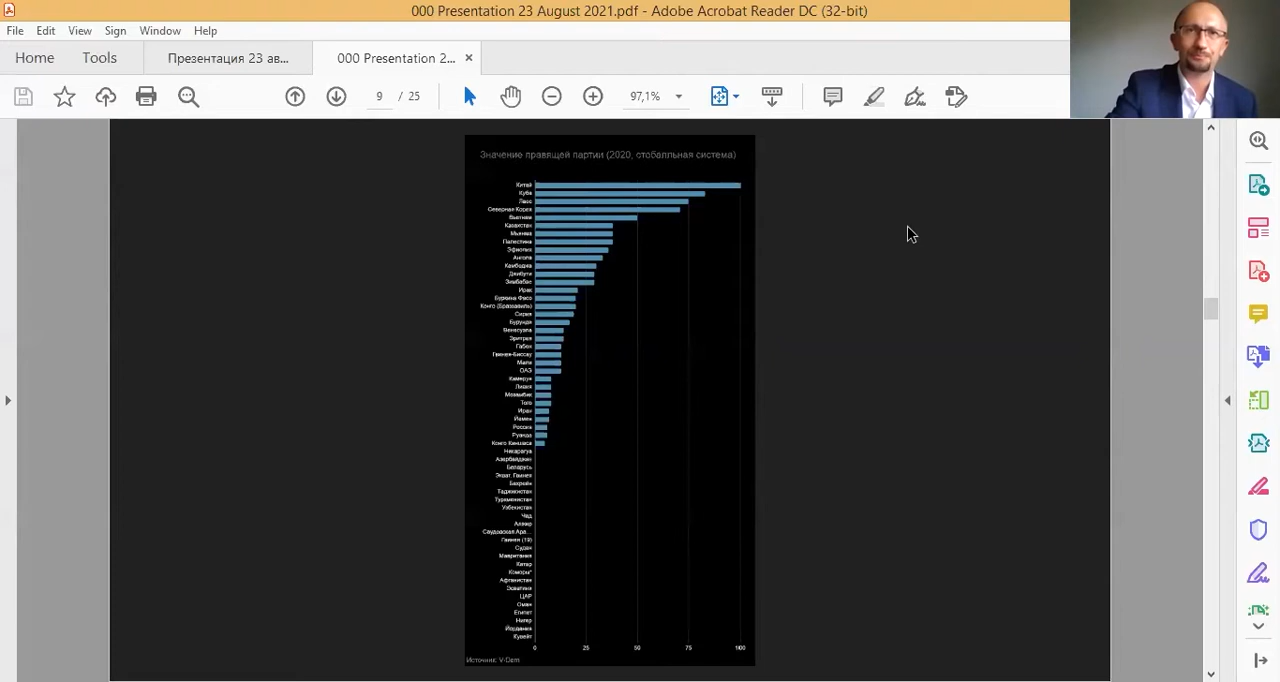 000 Presentation 23 August 2021.pdf - Adobe Acrobat Reader DC (32-bit)
File Edit View Sign Window Help
Home Tools Презентация 23 ав... 000 Presentation 2... ×
9 / 25 97,1%
Значение правящей партии (2020, стобалльная система)
Китай
Куба
Лаос
Северная Корея
Вьетнам
Казахстан
Мьянма
Палестина
Эфиопия
Ангола
Камбоджа
Джибути
Зимбабве
Ирак
Буркина Фасо
Конго (Браззавиль)
Сирия
Бурунди
Венесуэла
Эритрея
Габон
Гвинея-Биссау
Мали
ОАЭ
Камерун
Ливия
Мозамбик
Того
Иран
Йемен
Россия
Руанда
Конго Киншаса
Никарагуа
Азербайджан
Беларусь
Экват. Гвинея
Бахрейн
Таджикистан
Туркменистан
Узбекистан
Чад
Алжир
Саудовская Ара...
Гвинея (19)
Судан
Мавритания
Катар
Коморы*
Афганистан
Эсватини
ЦАР
Оман
Египет
Нигер
Иордания
Кувейт
0 25 50 75 100
Источник: V-Dem